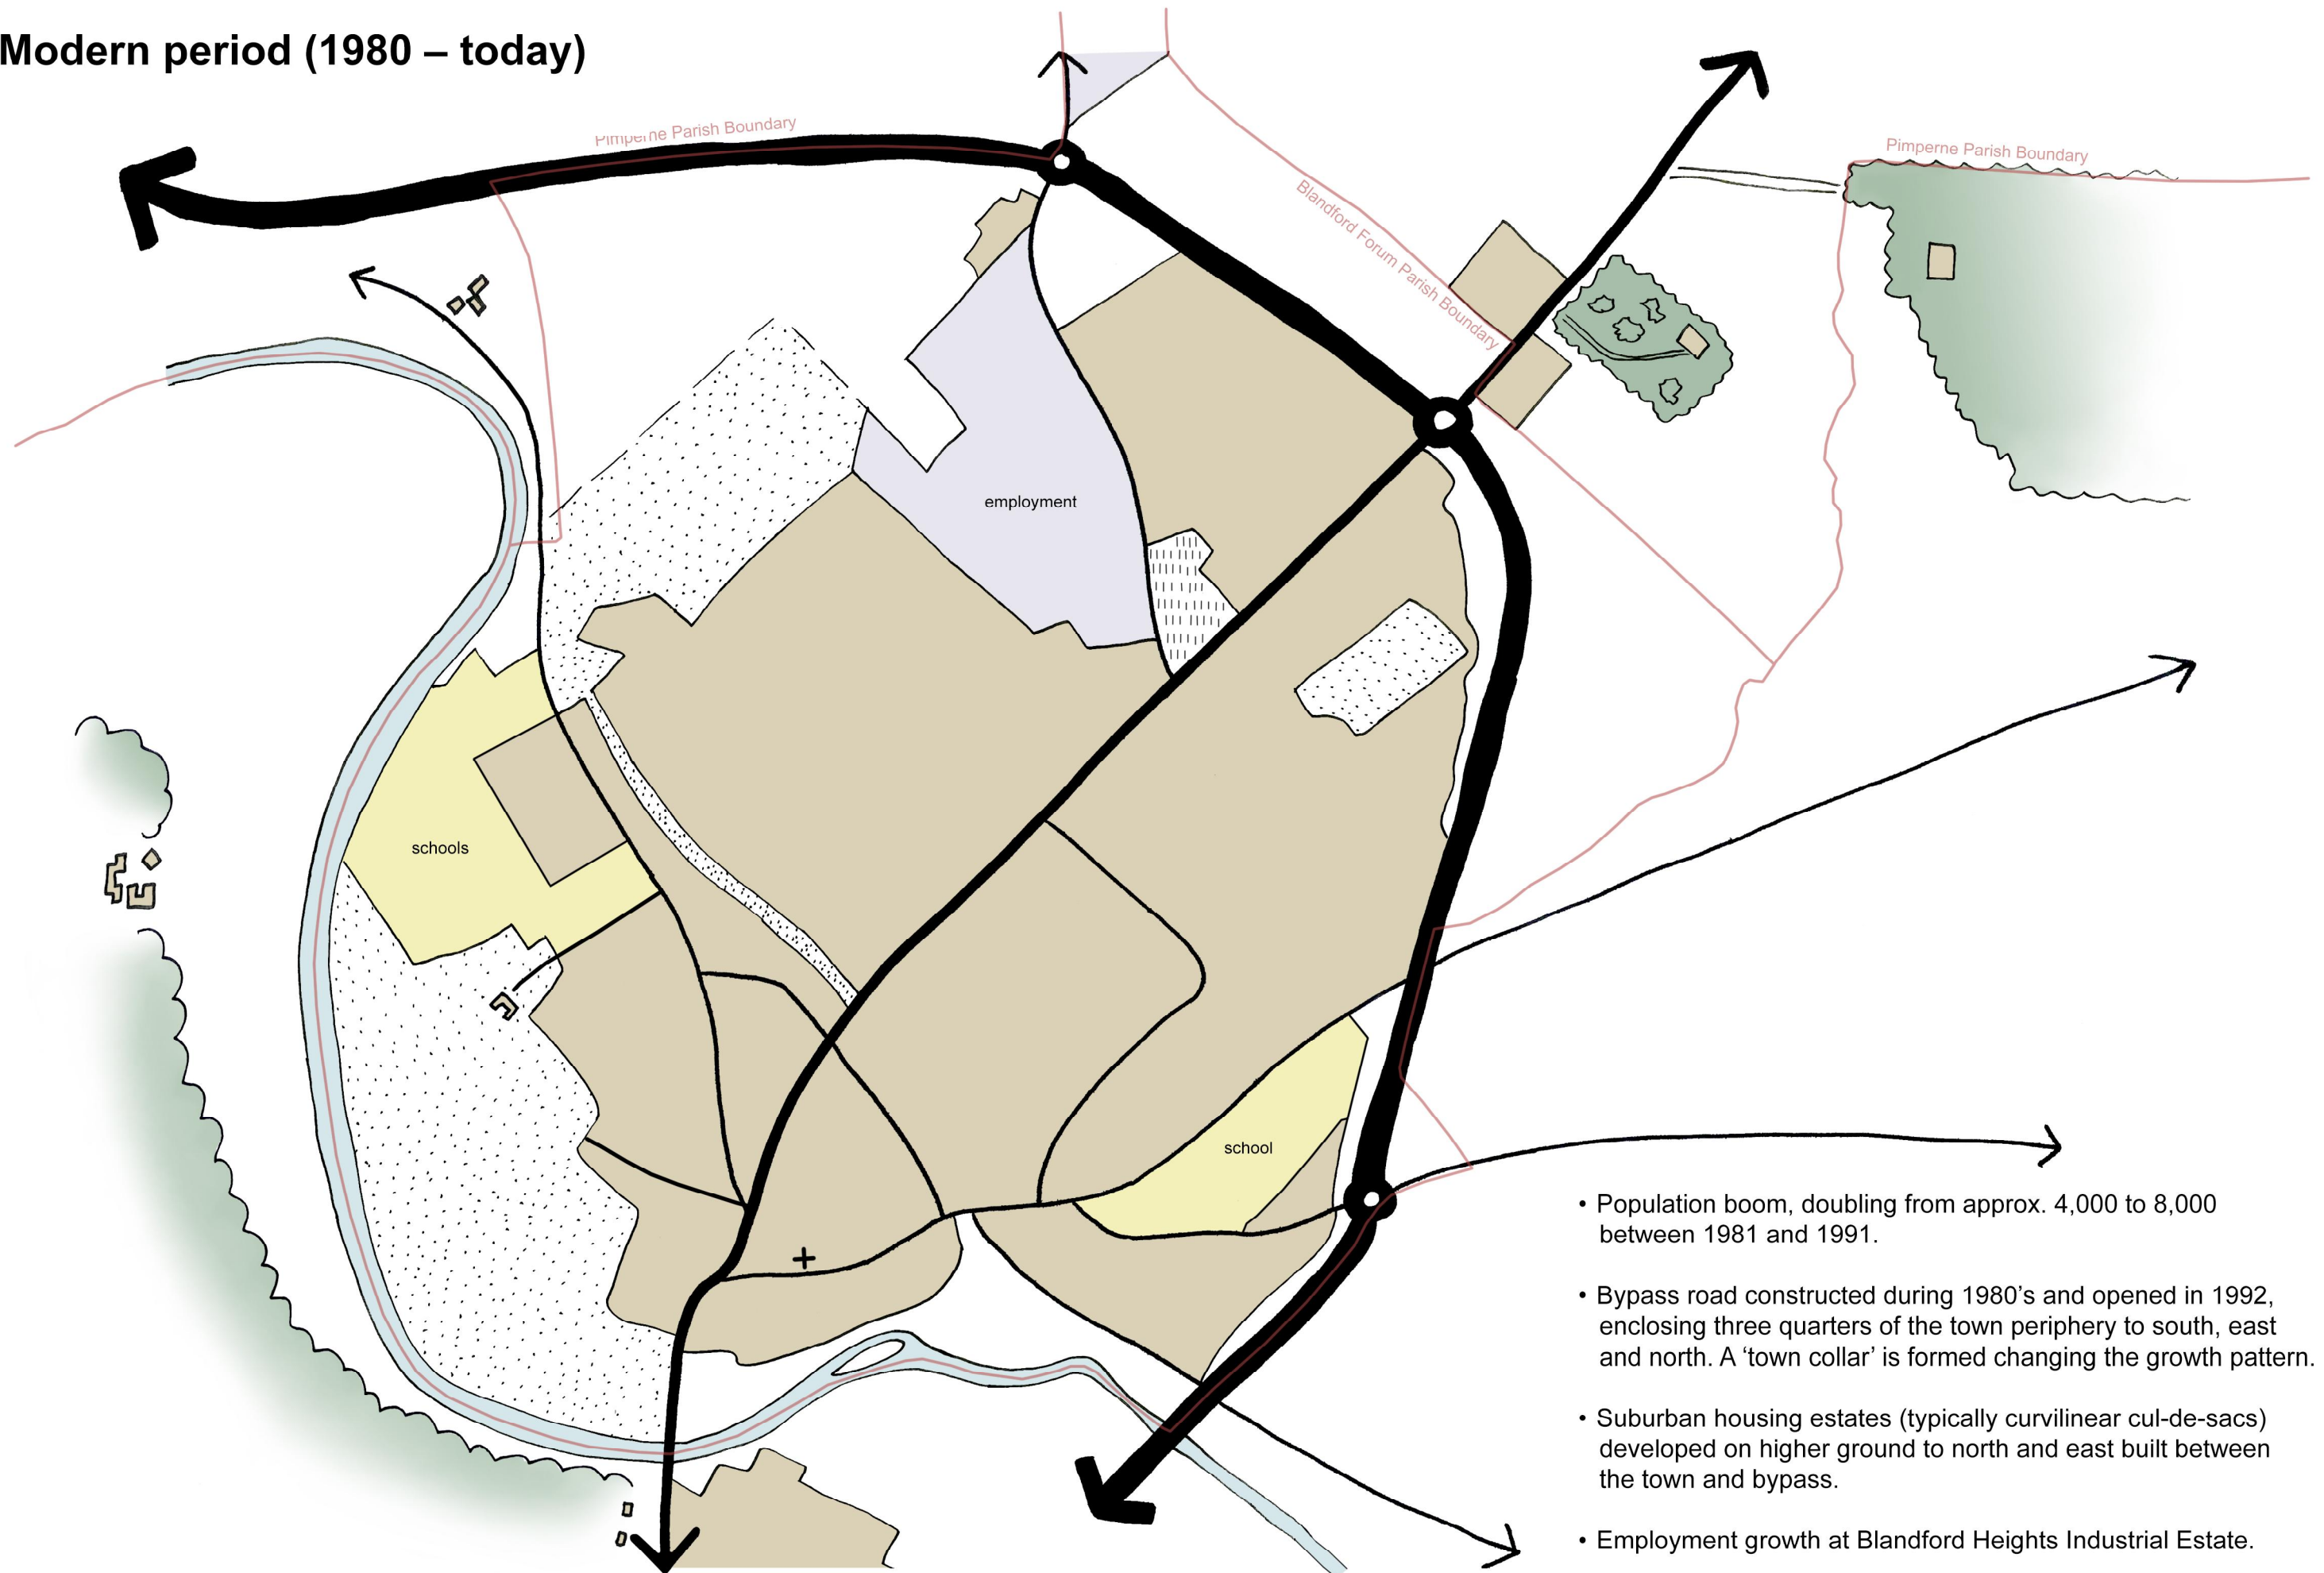 Modern period (1980 – today)
Pimperne Parish Boundary
Pimperne Parish Boundary
Blandford Forum Parish Boundary
employment
schools
school
• Population boom, doubling from approx. 4,000 to 8,000
between 1981 and 1991.
• Bypass road constructed during 1980’s and opened in 1992,
enclosing three quarters of the town periphery to south, east
and north. A ‘town collar’ is formed changing the growth pattern.
• Suburban housing estates (typically curvilinear cul-de-sacs)
developed on higher ground to north and east built between
the town and bypass.
• Employment growth at Blandford Heights Industrial Estate.